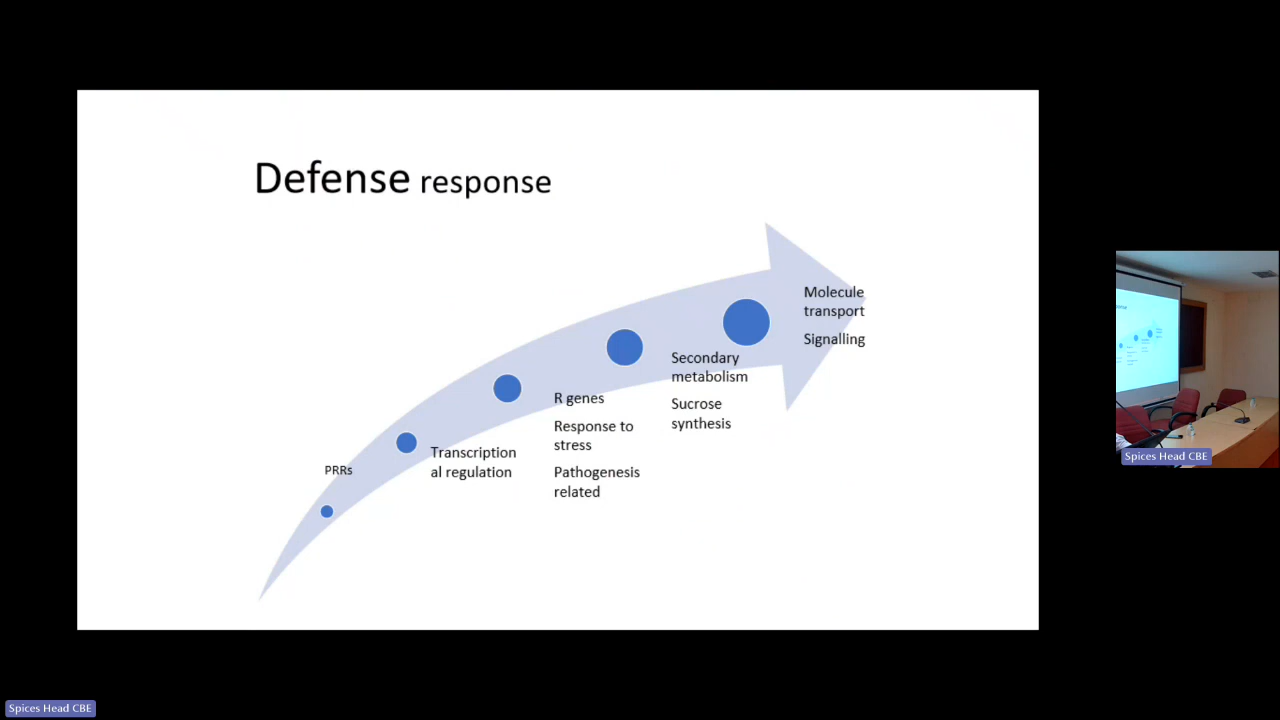 Defense response
PRRs
Transcription
al regulation
R genes
Response to
stress
Pathogenesis
related
Secondary
metabolism
Sucrose
synthesis
Molecule
transport
Signalling
Spices Head CBE
Spices Head CBE